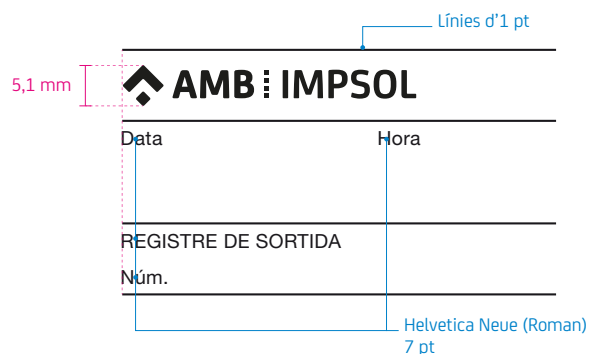 Línies d'1 pt
5,1 mm
AMB IMPSOL
Data Hora
REGISTRE DE SORTIDA
Núm.
Helvetica Neue (Roman)
7 pt